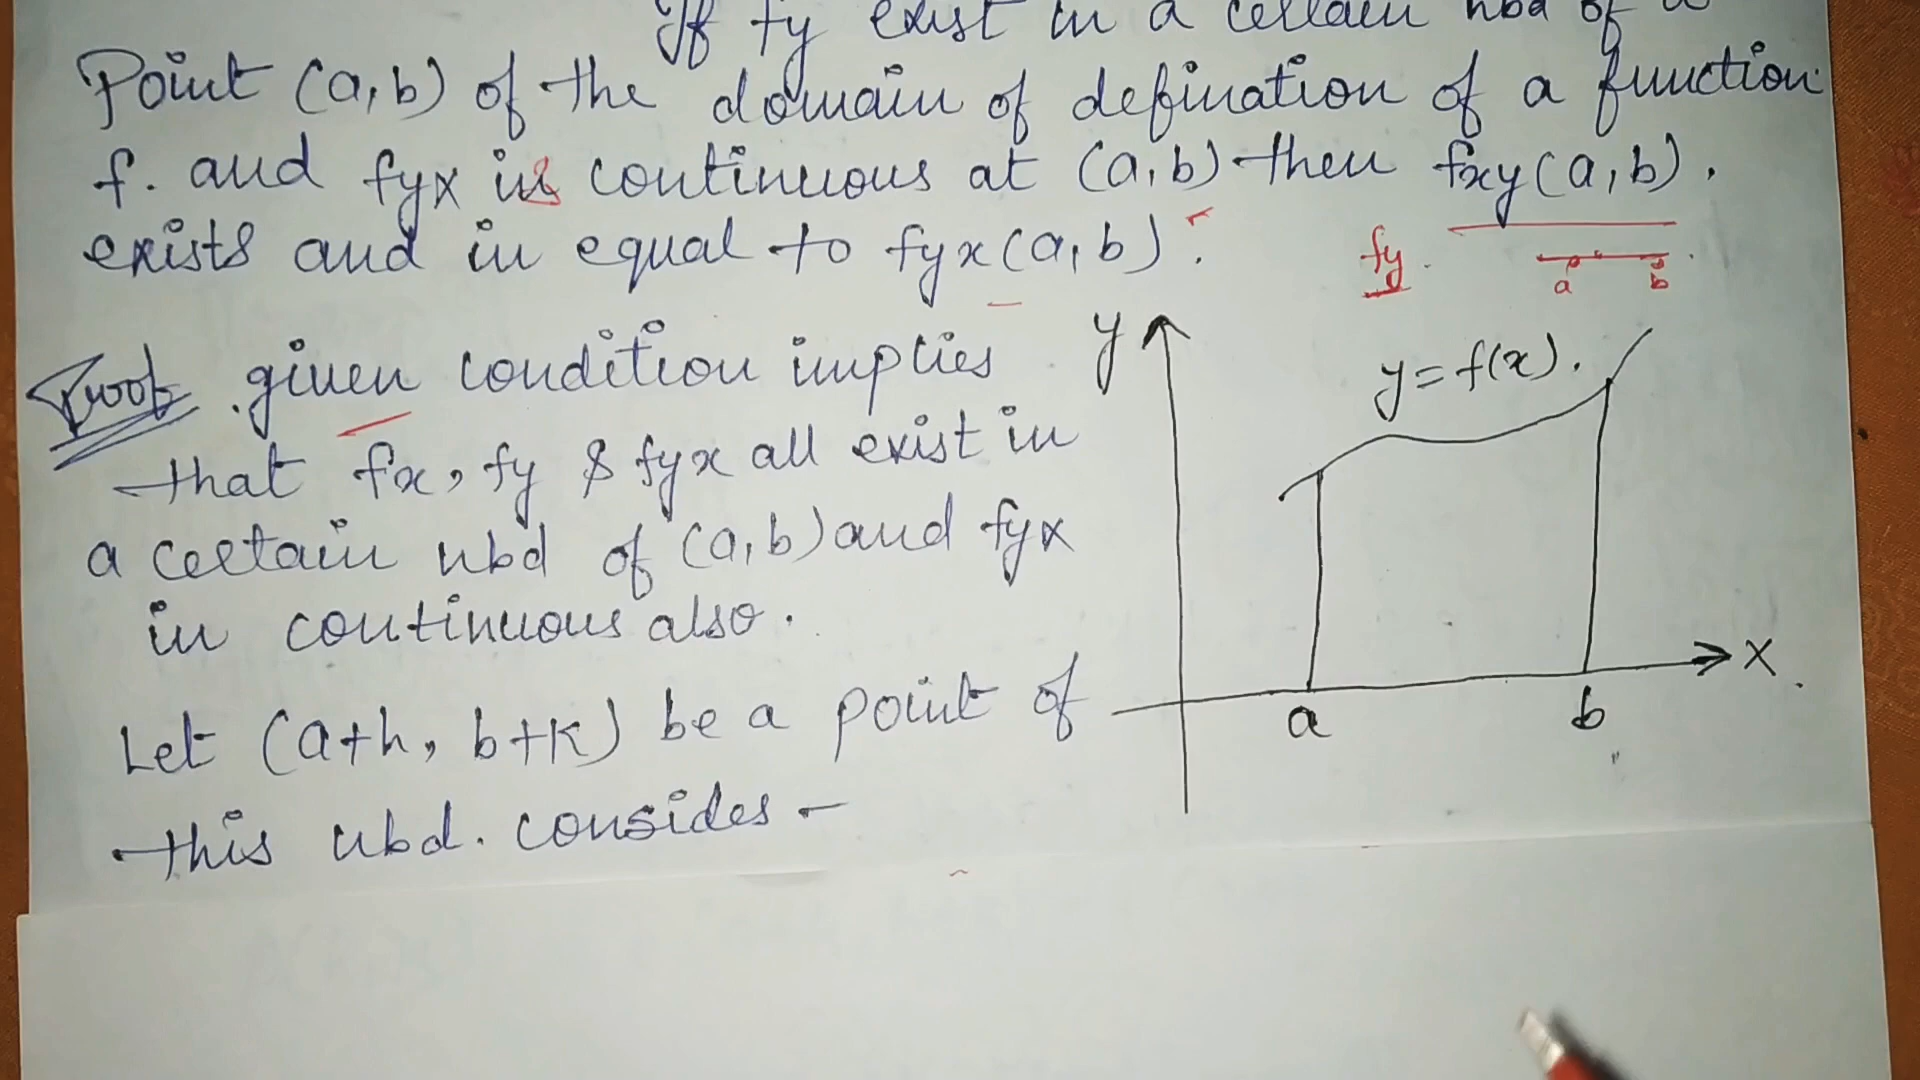 If fy exist in a certain nbd of a
Point (a,b) of the domain of defination of a function
f. and fyx is continuous at (a,b) then fxy(a,b).
exists and in equal to fyx(a,b).
fy.
a b
Proof. given condition implies
that fx, fy & fyx all exist in
a certain nbd of (a,b) and fyx
in continuous also.
Let (a+h, b+k) be a point of
this nbd. consider -
y
y = f(x).
x
a b